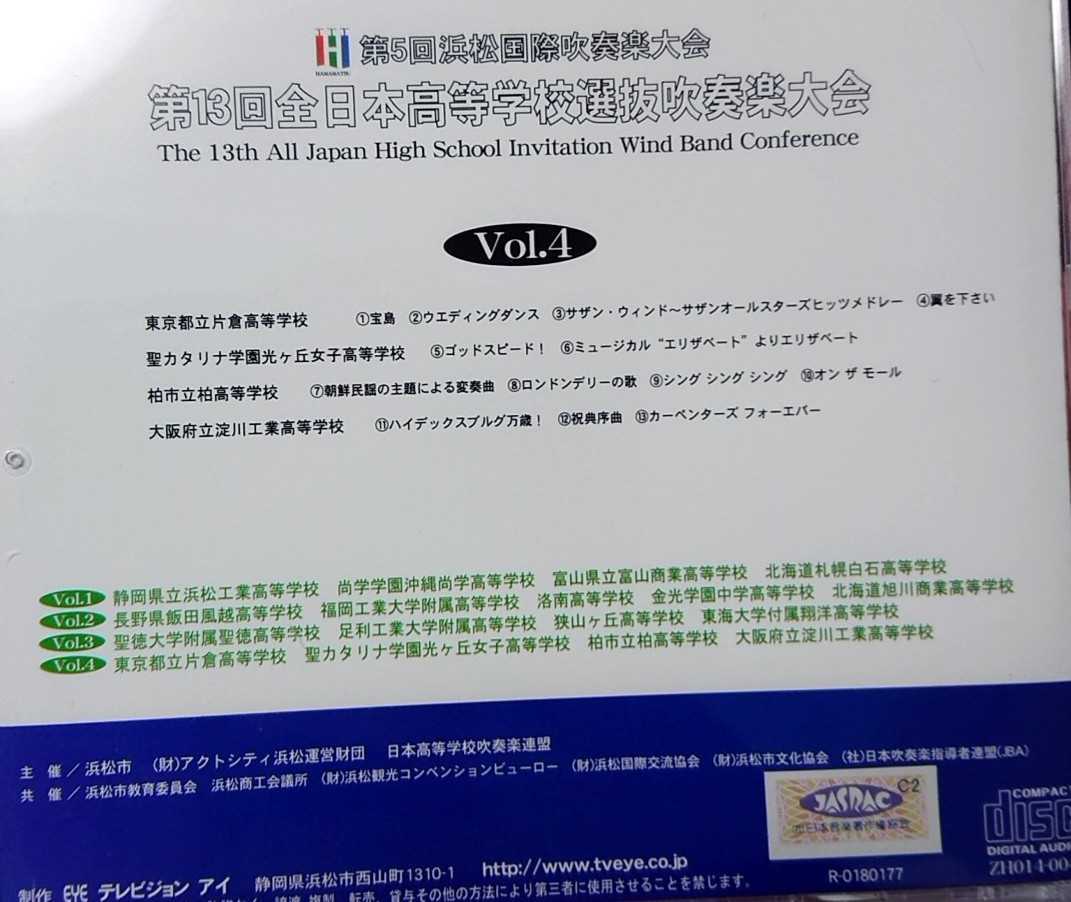 HAMAMATSU
第5回浜松国際吹奏楽大会
第13回全日本高等学校選抜吹奏楽大会
The 13th All Japan High School Invitation Wind Band Conference
Vol.4
東京都立片倉高等学校 ①宝島 ②ウエディングダンス ③サザン・ウィンド〜サザンオールスターズヒッツメドレー ④翼を下さい
聖カタリナ学園光ヶ丘女子高等学校 ⑤ゴッドスピード！ ⑥ミュージカル“エリザベート”よりエリザベート
柏市立柏高等学校 ⑦朝鮮民謡の主題による変奏曲 ⑧ロンドンデリーの歌 ⑨シング シング シング ⑩オン ザ モール
大阪府立淀川工業高等学校 ⑪ハイデックスブルグ万歳！ ⑫祝典序曲 ⑬カーペンターズ フォーエバー
Vol.1 静岡県立浜松工業高等学校 尚学学園沖縄尚学高等学校 富山県立富山商業高等学校 北海道札幌白石高等学校
Vol.2 長野県飯田風越高等学校 福岡工業大学附属高等学校 洛南高等学校 金光学園中学高等学校 北海道旭川商業高等学校
Vol.3 聖徳大学附属聖徳高等学校 足利工業大学附属高等学校 狭山ヶ丘高等学校 東海大学付属翔洋高等学校
Vol.4 東京都立片倉高等学校 聖カタリナ学園光ヶ丘女子高等学校 柏市立柏高等学校 大阪府立淀川工業高等学校
主 催／浜松市 (財)アクトシティ浜松運営財団 日本高等学校吹奏楽連盟
共 催／浜松市教育委員会 浜松商工会議所 (財)浜松観光コンベンションビューロー (財)浜松国際交流協会 (財)浜松市文化協会 (社)日本吹奏楽指導者連盟(JBA)
C2
JASRAC
COMPACT
disc
DIGITAL AUDIO
制作 EYE テレビジョン アイ 静岡県浜松市西山町1310-1 http://www.tveye.co.jp
R-0180177
ZH014-00
複製、転売、貸与その他の方法により第三者に使用させることを禁じます。